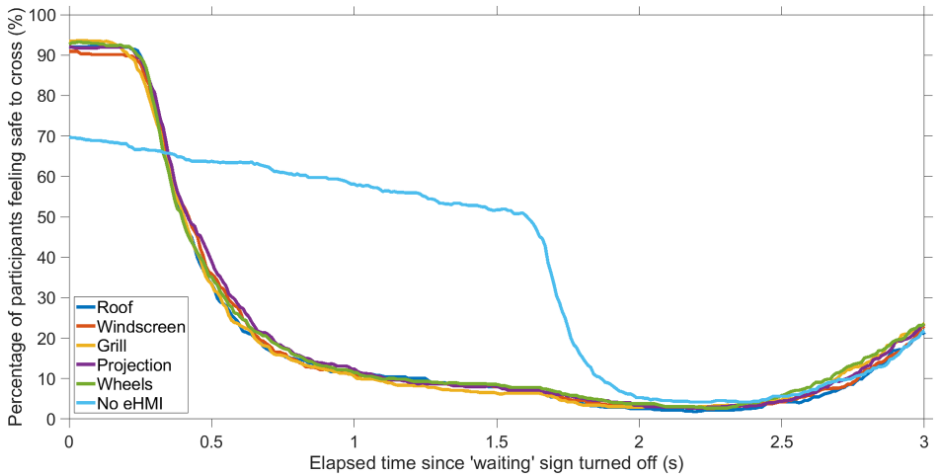 Percentage of participants feeling safe to cross (%)
100
90
80
70
60
50
40
30
20
10
0
Roof
Windscreen
Grill
Projection
Wheels
No eHMI
0 0.5 1 1.5 2 2.5 3
Elapsed time since 'waiting' sign turned off (s)